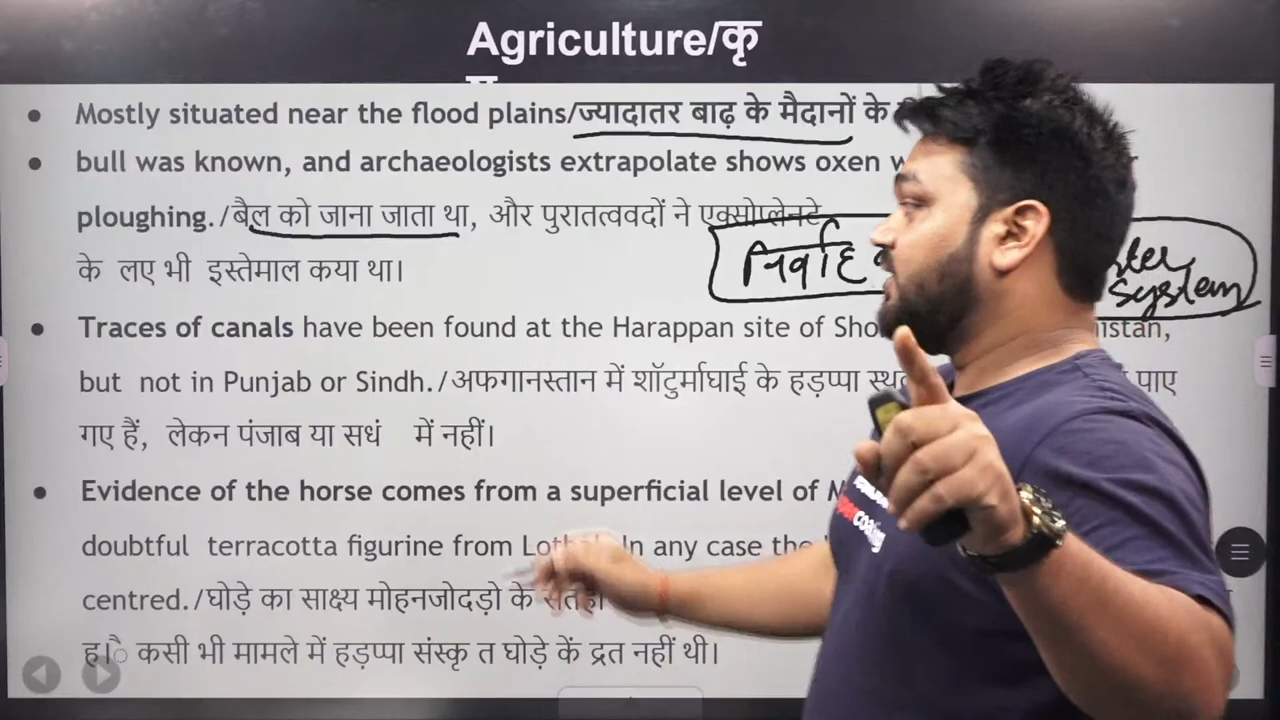 Agriculture/कृ
Mostly situated near the flood plains/ज्यादातर बाढ़ के मैदानों के
bull was known, and archaeologists extrapolate shows oxen
ploughing./बैल को जाना जाता था, और पुरातत्ववदों ने एक्सोप्लेनटे
के लए भी इस्तेमाल कया था।
निर्वाह
System
Traces of canals have been found at the Harappan site of Sho
but not in Punjab or Sindh./अफगानस्तान में शॉटुर्माघाई के हड़प्पा पाए
गए हैं, लेकन पंजाब या सधं में नहीं।
Evidence of the horse comes from a superficial level of M
doubtful terracotta figurine from In any case the
centred./घोड़े का साक्ष्य मोहनजोदड़ो के
ह।ै कसी भी मामले में हड़प्पा संस्कृ त घोड़े कें द्रत नहीं थी।